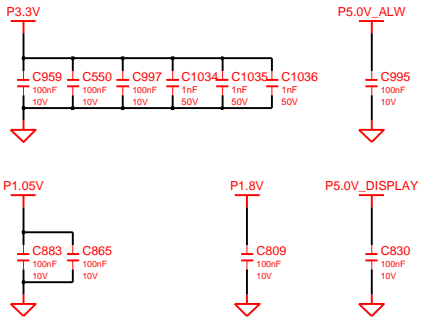 P3.3V P5.0V_ALW
C959 C550 C997 C1034 C1035 C1036 C995
100nF 100nF 100nF 1nF 1nF 1nF 100nF
10V 10V 10V 50V 50V 50V 10V
P1.05V P1.8V P5.0V_DISPLAY
C883 C865 C809 C830
100nF 100nF 100nF 100nF
10V 10V 10V 10V